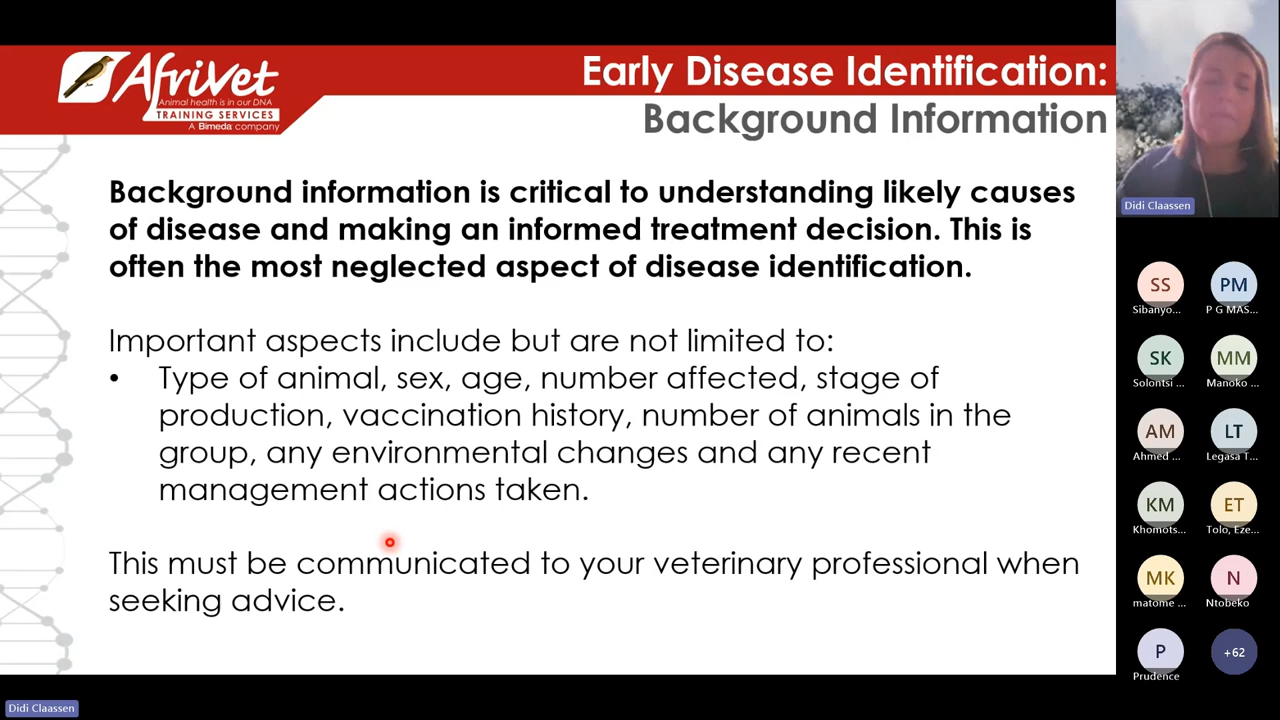 AfriVet
Animal health is in our DNA
TRAINING SERVICES
A Bimeda company
Early Disease Identification:
Background Information
Background information is critical to understanding likely causes
of disease and making an informed treatment decision. This is
often the most neglected aspect of disease identification.
Important aspects include but are not limited to:
• Type of animal, sex, age, number affected, stage of
production, vaccination history, number of animals in the
group, any environmental changes and any recent
management actions taken.
This must be communicated to your veterinary professional when
seeking advice.
Didi Claassen
SS
Sibanyo...
PM
P G MAS...
SK
Solontsi ...
MM
Manoko ...
AM
Ahmed ...
LT
Legasa T...
KM
Khomots...
ET
Tolo, Eze...
MK
matome ...
N
Ntobeko
P
Prudence
+62
Didi Claassen